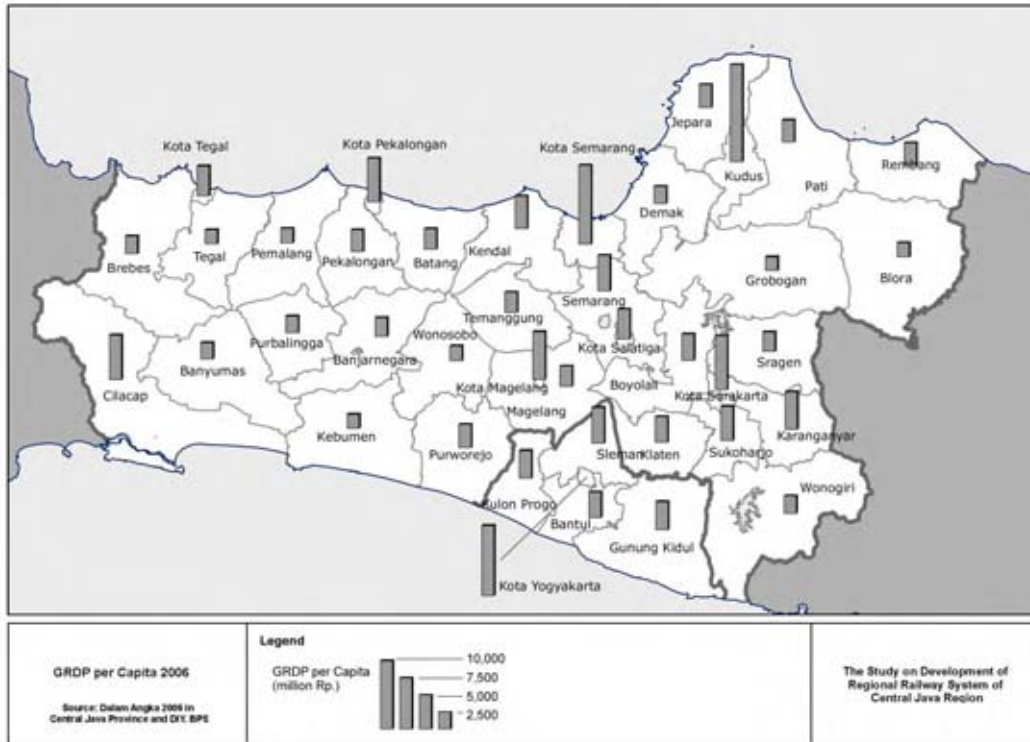 Jepara
Kota Tegal
Kota Pekalongan
Kota Semarang
Kudus
Rembang
Pati
Demak
Brebes
Tegal
Pemalang
Pekalongan
Batang
Kendal
Grobogan
Blora
Semarang
Temanggung
Wonosobo
Purbalingga
Banjarnegara
Kota Salatiga
Sragen
Banyumas
Cilacap
Kota Magelang
Boyolali
Kota Surakarta
Magelang
Kebumen
Purworejo
Sleman
Klaten
Sukoharjo
Karanganyar
Kulon Progo
Bantul
Wonogiri
Gunung Kidul
Kota Yogyakarta
GRDP per Capita 2006
Source: Dalam Angka 2006 in
Central Java Province and DIY. BPS
Legend
GRDP per Capita
(million Rp.)
10,000
7,500
5,000
2,500
The Study on Development of
Regional Railway System of
Central Java Region